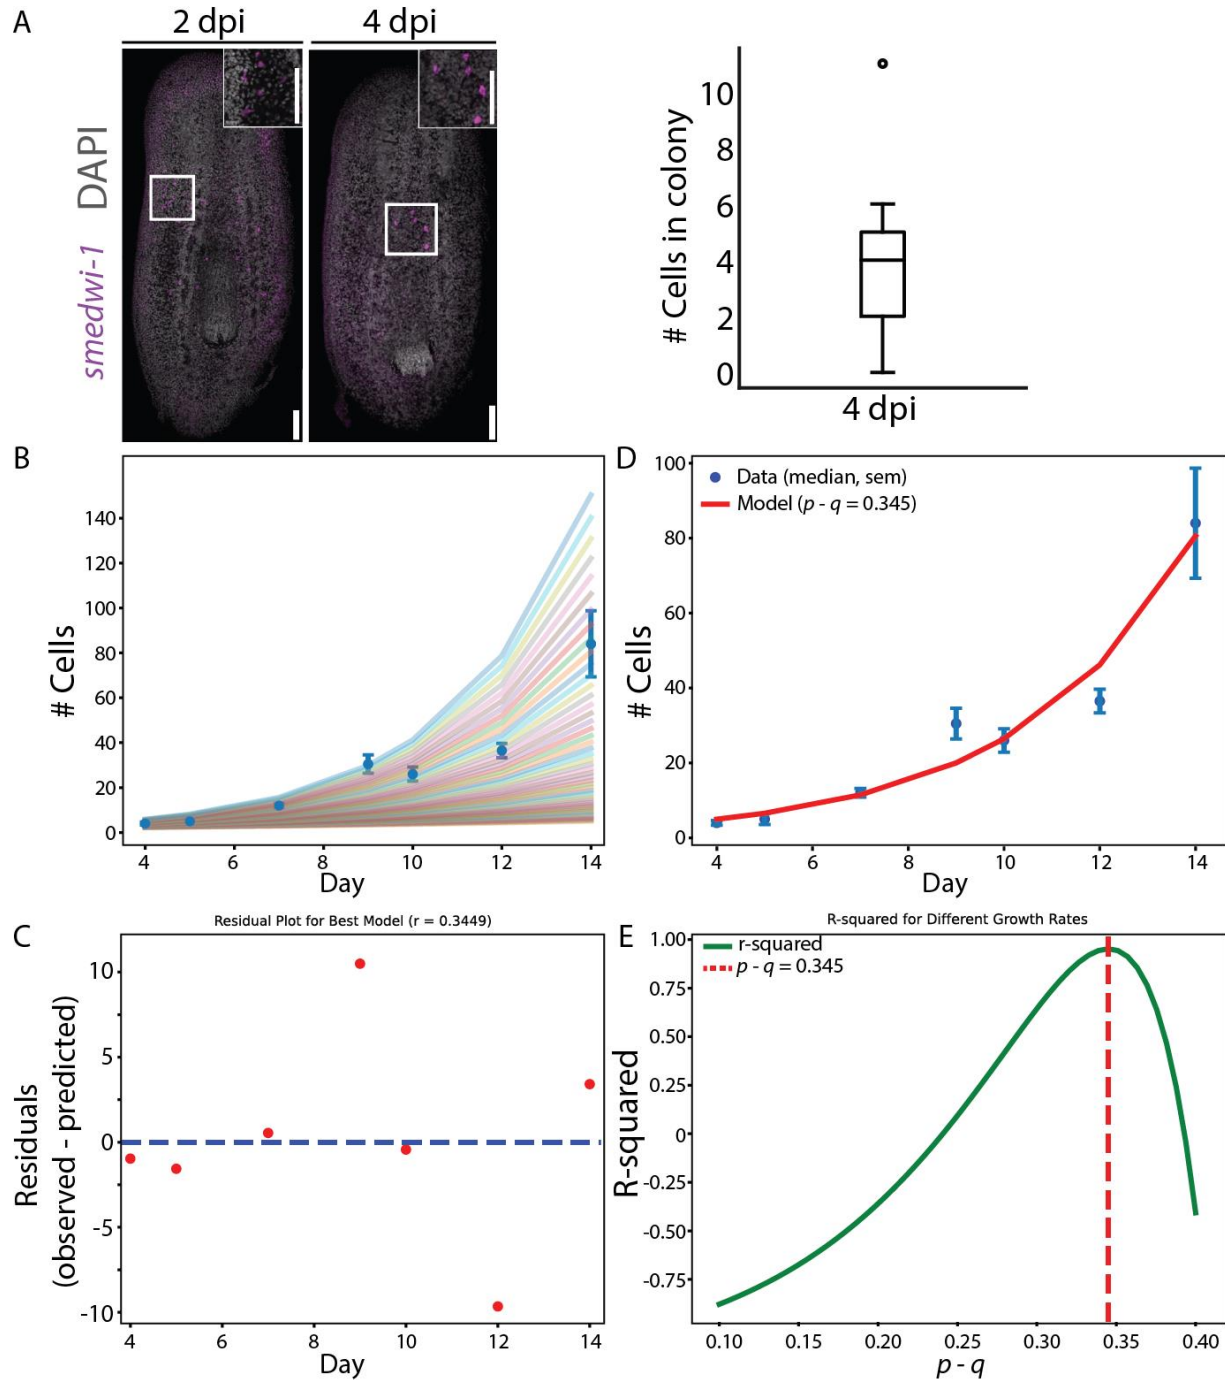 A
2 dpi
4 dpi
smedwi-1 DAPI
# Cells in colony
10
8
6
4
2
0
4 dpi
B
# Cells
140
120
100
80
60
40
20
0
4 6 8 10 12 14
Day
D
Data (median, sem)
Model (p - q = 0.345)
# Cells
100
80
60
40
20
0
4 6 8 10 12 14
Day
C
Residual Plot for Best Model (r = 0.3449)
Residuals
(observed - predicted)
10
5
0
-5
-10
4 6 8 10 12 14
Day
E
R-squared for Different Growth Rates
r-squared
p - q = 0.345
R-squared
1.00
0.75
0.50
0.25
0
-0.25
-0.50
-0.75
0.10 0.15 0.20 0.25 0.30 0.35 0.40
p - q